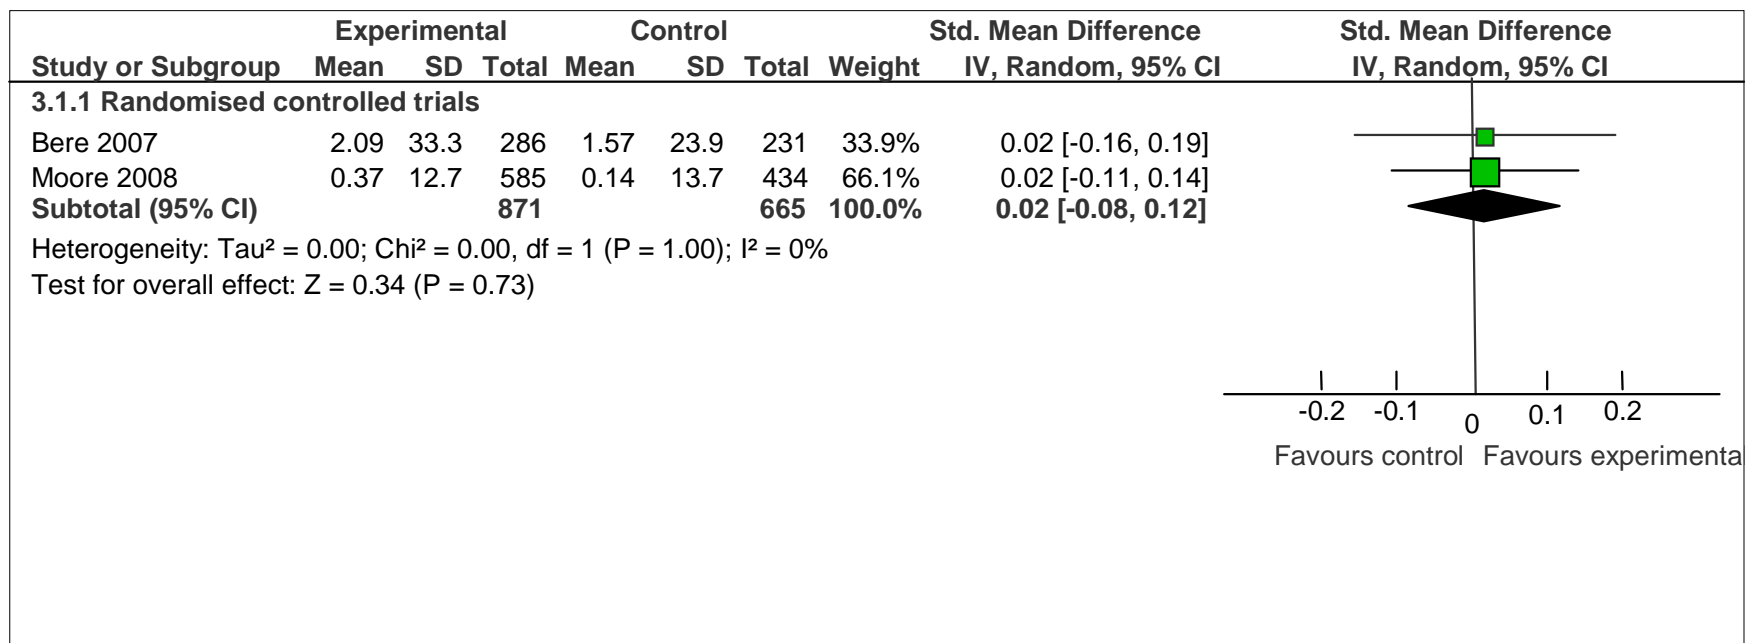 Experimental Control Std. Mean Difference Std. Mean Difference
Study or Subgroup Mean SD Total Mean SD Total Weight IV, Random, 95% CI IV, Random, 95% CI
3.1.1 Randomised controlled trials
Bere 2007 2.09 33.3 286 1.57 23.9 231 33.9% 0.02 [-0.16, 0.19]
Moore 2008 0.37 12.7 585 0.14 13.7 434 66.1% 0.02 [-0.11, 0.14]
Subtotal (95% CI) 871 665 100.0% 0.02 [-0.08, 0.12]
Heterogeneity: Tau² = 0.00; Chi² = 0.00, df = 1 (P = 1.00); I² = 0%
Test for overall effect: Z = 0.34 (P = 0.73)
-0.2 -0.1 0 0.1 0.2
Favours control Favours experimenta